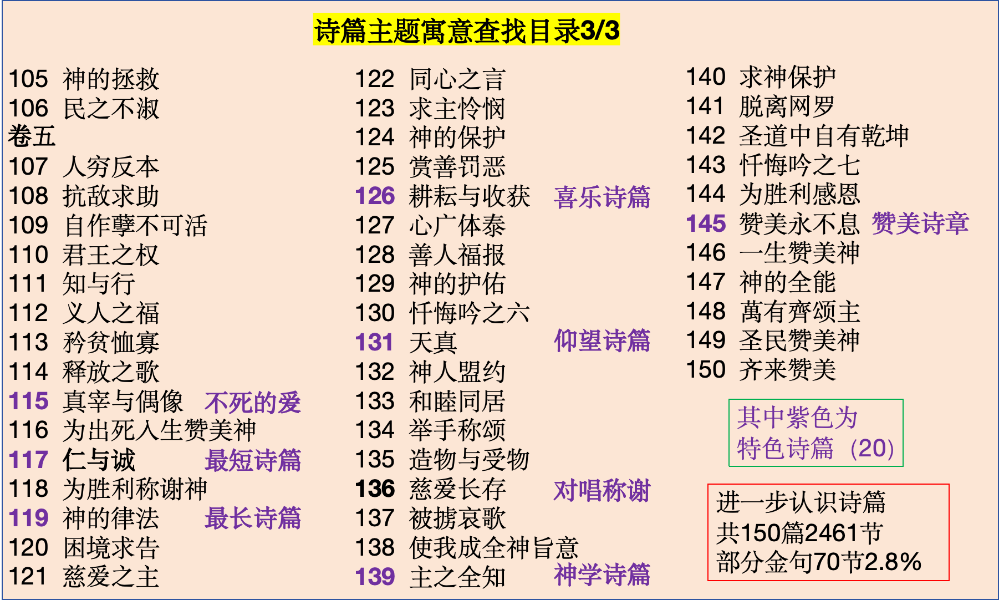 诗篇主题寓意查找目录3/3
105 神的拯救
106 民之不淑
卷五
107 人穷反本
108 抗敌求助
109 自作孽不可活
110 君王之权
111 知与行
112 义人之福
113 矜贫恤寡
114 释放之歌
115 真宰与偶像 不死的爱
116 为出死入生赞美神
117 仁与诚 最短诗篇
118 为胜利称谢神
119 神的律法 最长诗篇
120 困境求告
121 慈爱之主
122 同心之言
123 求主怜悯
124 神的保护
125 赏善罚恶
126 耕耘与收获 喜乐诗篇
127 心广体泰
128 善人福报
129 神的护佑
130 忏悔吟之六
131 天真 仰望诗篇
132 神人盟约
133 和睦同居
134 举手称颂
135 造物与受物
136 慈爱长存 对唱称谢
137 被掳哀歌
138 使我成全神旨意
139 主之全知 神学诗篇
140 求神保护
141 脱离网罗
142 圣道中自有乾坤
143 忏悔吟之七
144 为胜利感恩
145 赞美永不息 赞美诗章
146 一生赞美神
147 神的全能
148 萬有齊颂主
149 圣民赞美神
150 齐来赞美
其中紫色为
特色诗篇 (20)
进一步认识诗篇
共150篇2461节
部分金句70节2.8%